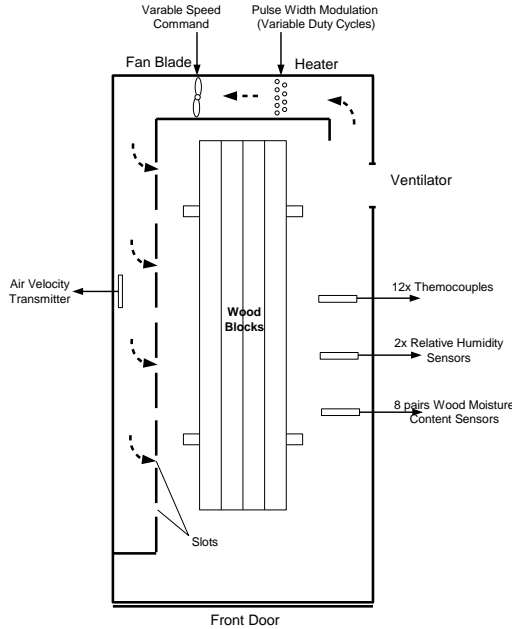 Varable Speed
Command
Pulse Width Modulation
(Variable Duty Cycles)
Fan Blade
Heater
Ventilator
Air Velocity
Transmitter
12x Themocouples
Wood
Blocks
2x Relative Humidity
Sensors
8 pairs Wood Moisture
Content Sensors
Slots
Front Door